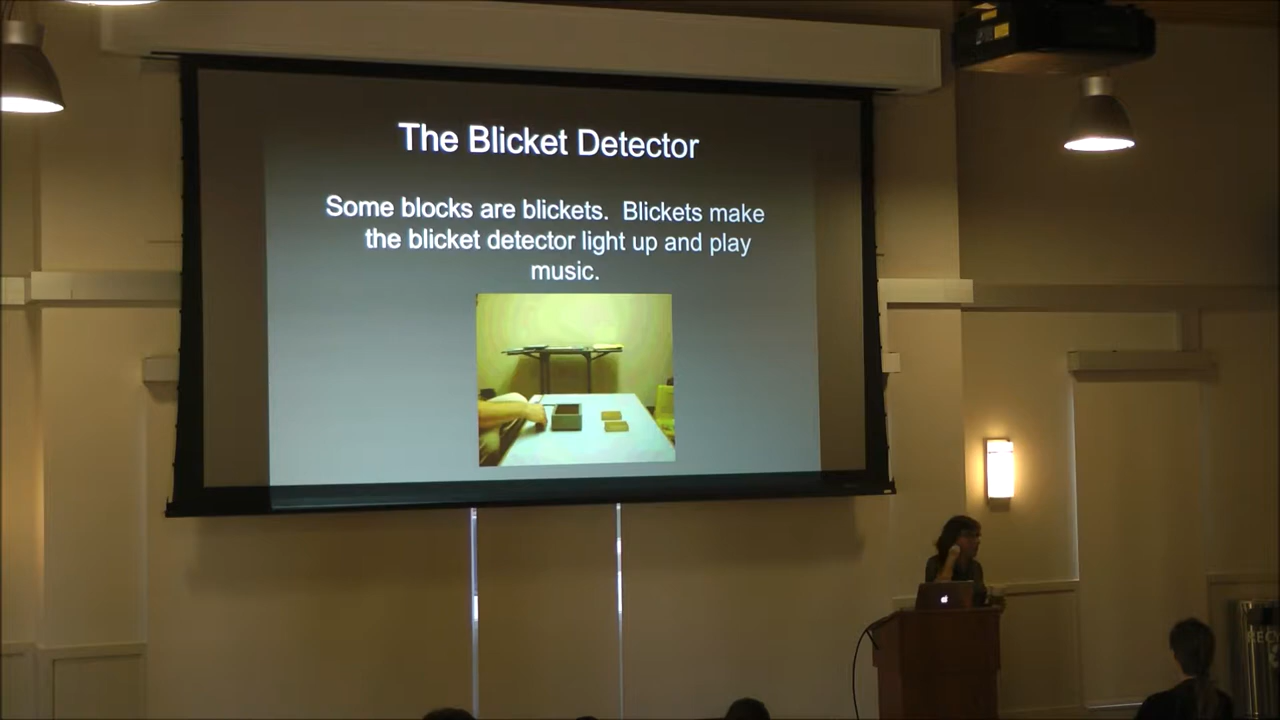 The Blicket Detector
Some blocks are blickets. Blickets make
the blicket detector light up and play
music.